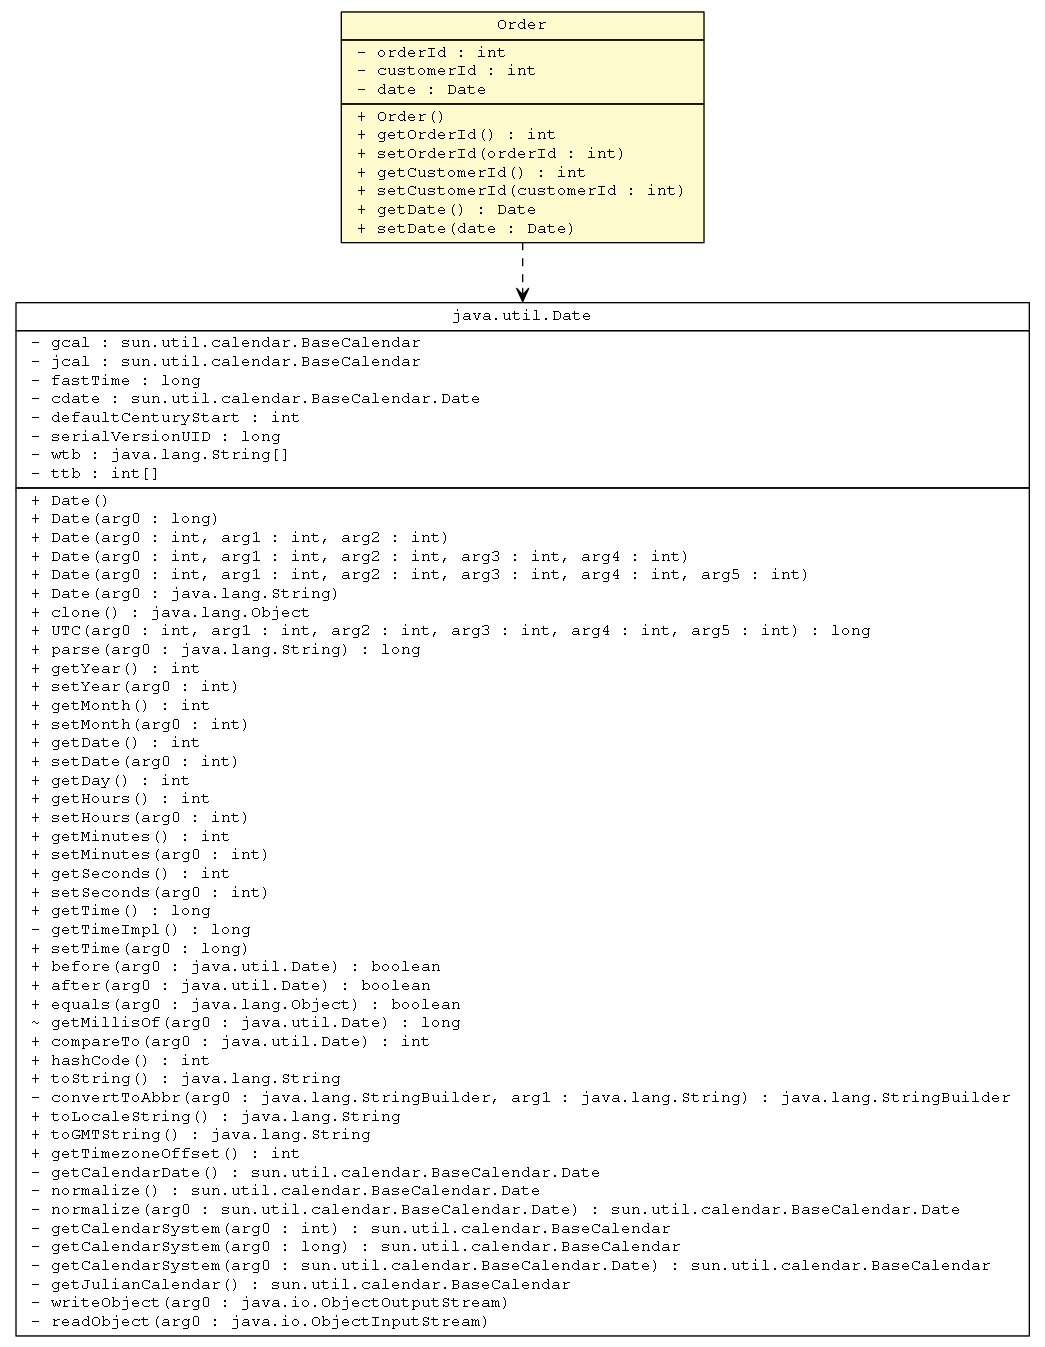 Order
- orderId : int
- customerId : int
- date : Date
+ Order()
+ getOrderId() : int
+ setOrderId(orderId : int)
+ getCustomerId() : int
+ setCustomerId(customerId : int)
+ getDate() : Date
+ setDate(date : Date)
java.util.Date
- gcal : sun.util.calendar.BaseCalendar
- jcal : sun.util.calendar.BaseCalendar
- fastTime : long
- cdate : sun.util.calendar.BaseCalendar.Date
- defaultCenturyStart : int
- serialVersionUID : long
- wtb : java.lang.String[]
- ttb : int[]
+ Date()
+ Date(arg0 : long)
+ Date(arg0 : int, arg1 : int, arg2 : int)
+ Date(arg0 : int, arg1 : int, arg2 : int, arg3 : int, arg4 : int)
+ Date(arg0 : int, arg1 : int, arg2 : int, arg3 : int, arg4 : int, arg5 : int)
+ Date(arg0 : java.lang.String)
+ clone() : java.lang.Object
+ UTC(arg0 : int, arg1 : int, arg2 : int, arg3 : int, arg4 : int, arg5 : int) : long
+ parse(arg0 : java.lang.String) : long
+ getYear() : int
+ setYear(arg0 : int)
+ getMonth() : int
+ setMonth(arg0 : int)
+ getDate() : int
+ setDate(arg0 : int)
+ getDay() : int
+ getHours() : int
+ setHours(arg0 : int)
+ getMinutes() : int
+ setMinutes(arg0 : int)
+ getSeconds() : int
+ setSeconds(arg0 : int)
+ getTime() : long
- getTimeImpl() : long
+ setTime(arg0 : long)
+ before(arg0 : java.util.Date) : boolean
+ after(arg0 : java.util.Date) : boolean
+ equals(arg0 : java.lang.Object) : boolean
~ getMillisOf(arg0 : java.util.Date) : long
+ compareTo(arg0 : java.util.Date) : int
+ hashCode() : int
+ toString() : java.lang.String
- convertToAbbr(arg0 : java.lang.StringBuilder, arg1 : java.lang.String) : java.lang.StringBuilder
+ toLocaleString() : java.lang.String
+ toGMTString() : java.lang.String
+ getTimezoneOffset() : int
- getCalendarDate() : sun.util.calendar.BaseCalendar.Date
- normalize() : sun.util.calendar.BaseCalendar.Date
- normalize(arg0 : sun.util.calendar.BaseCalendar.Date) : sun.util.calendar.BaseCalendar.Date
- getCalendarSystem(arg0 : int) : sun.util.calendar.BaseCalendar
- getCalendarSystem(arg0 : long) : sun.util.calendar.BaseCalendar
- getCalendarSystem(arg0 : sun.util.calendar.BaseCalendar.Date) : sun.util.calendar.BaseCalendar
- getJulianCalendar() : sun.util.calendar.BaseCalendar
- writeObject(arg0 : java.io.ObjectOutputStream)
- readObject(arg0 : java.io.ObjectInputStream)